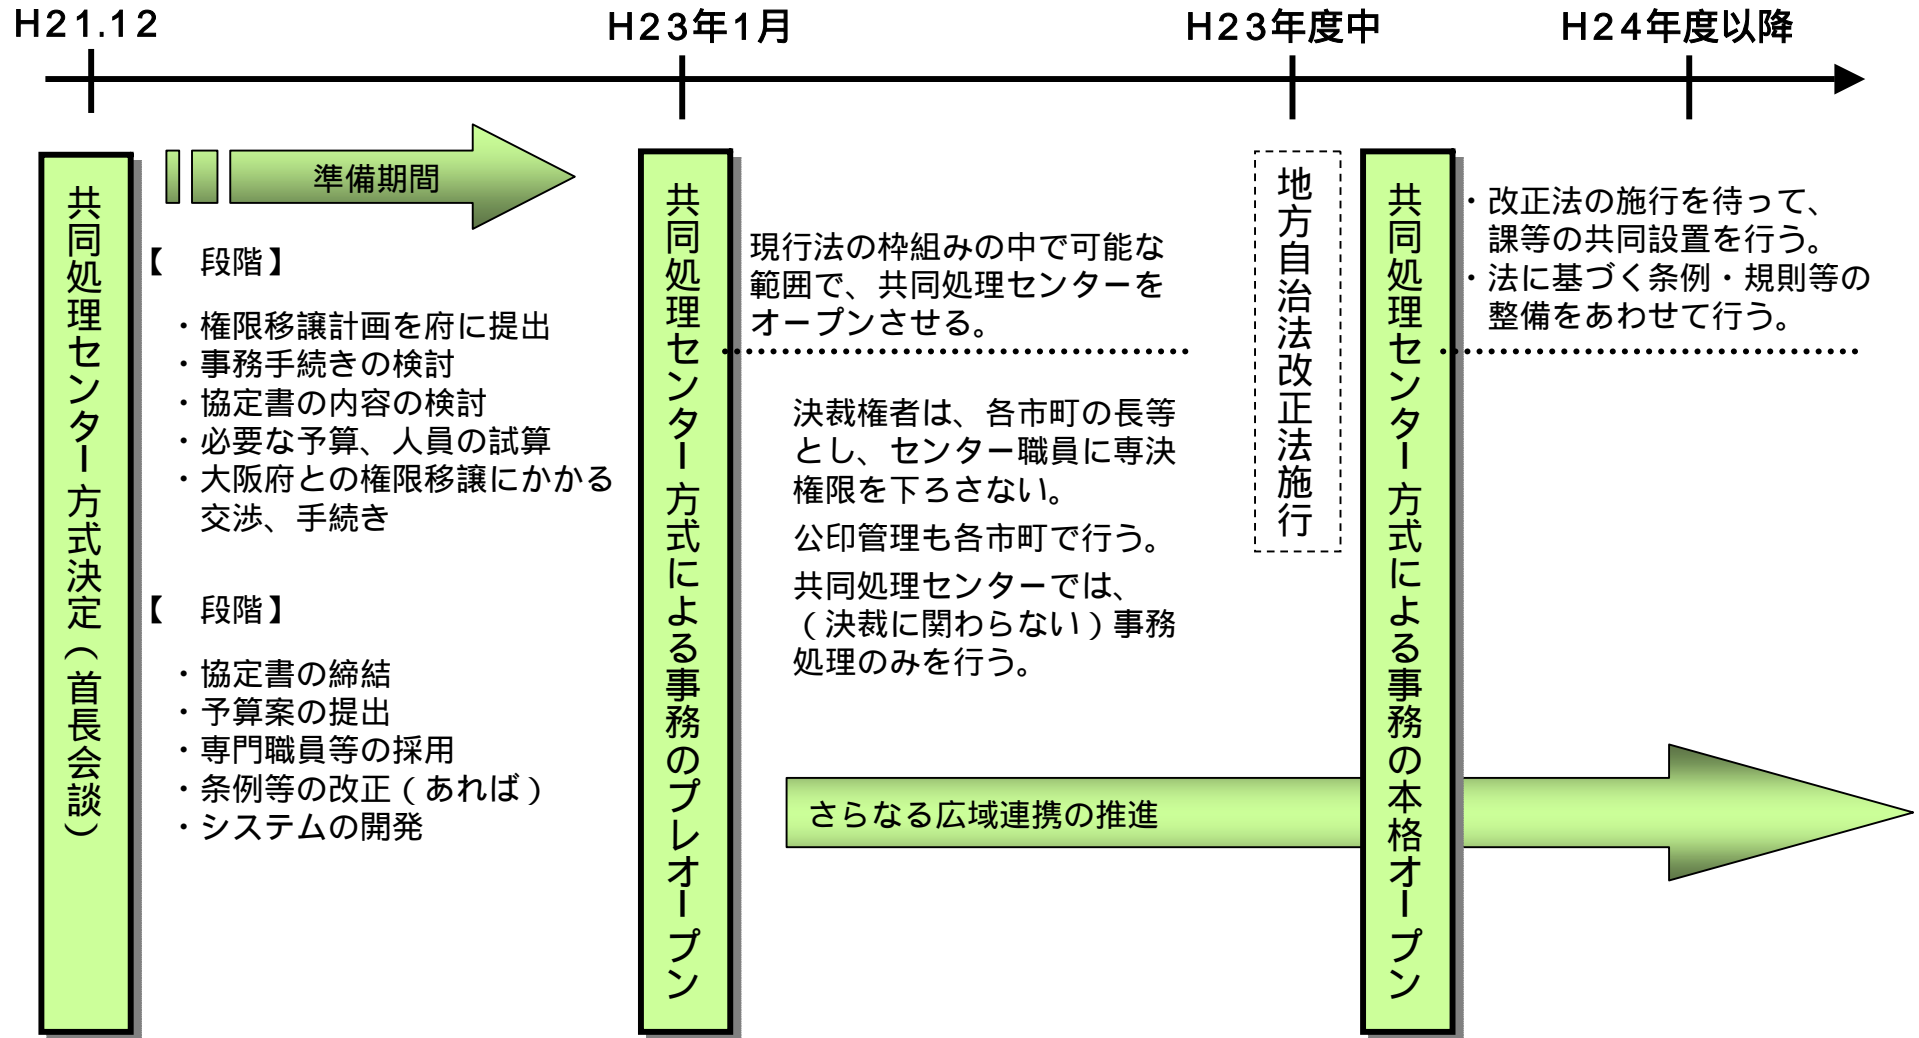 H21.12
H23年1月
H23年度中
H24年度以降
共同処理センター方式決定（首長会談）
準備期間
【　段階】
・権限移譲計画を府に提出
・事務手続きの検討
・協定書の内容の検討
・必要な予算、人員の試算
・大阪府との権限移譲にかかる
交渉、手続き
【　段階】
・協定書の締結
・予算案の提出
・専門職員等の採用
・条例等の改正（あれば）
・システムの開発
共同処理センター方式による事務のプレオープン
現行法の枠組みの中で可能な
範囲で、共同処理センターを
オープンさせる。
決裁権者は、各市町の長等
とし、センター職員に専決
権限を下ろさない。
公印管理も各市町で行う。
共同処理センターでは、
（決裁に関わらない）事務
処理のみを行う。
さらなる広域連携の推進
地方自治法改正法施行
共同処理センター方式による事務の本格オープン
・改正法の施行を待って、
課等の共同設置を行う。
・法に基づく条例・規則等の
整備をあわせて行う。